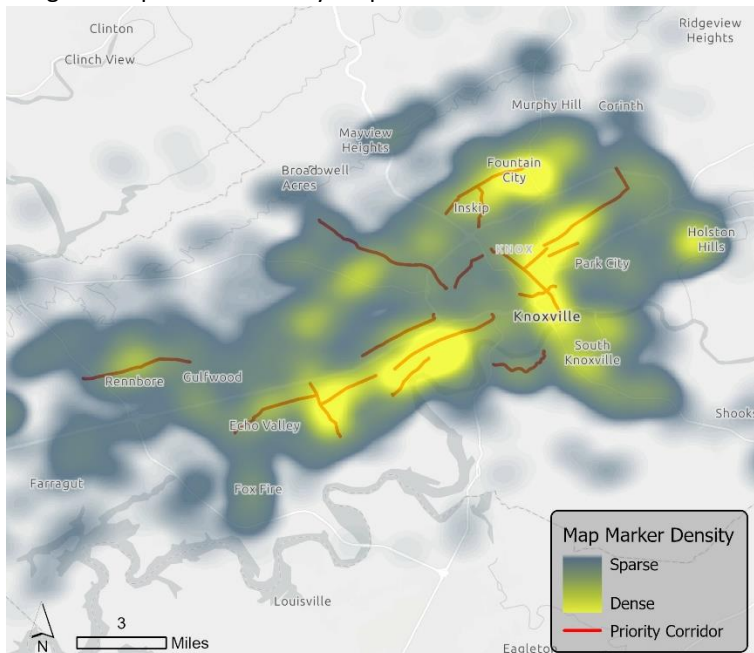 Ridgeview
Heights
Clinton
Clinch View
Murphy Hill
Corinth
Mayview
Heights
Fountain
City
Broadwell
Acres
Inskip
Holston
Hills
KNOX
Park City
Knoxville
South
Knoxville
Rennbore
Gulfwood
Echo Valley
Shooks
Farragut
Fox Fire
Map Marker Density
Sparse
Dense
Priority Corridor
Louisville
3
Miles
N
Eagleton